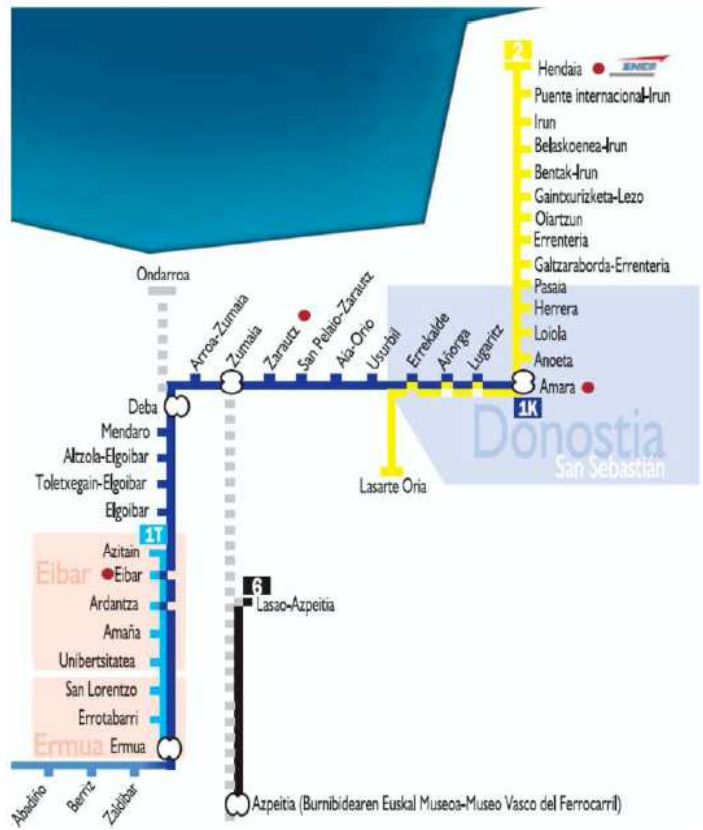 2
Hendaia
SNCF
Puente internacional-Irun
Irun
Belaskoenea-Irun
Bentak-Irun
Gaintxurizketa-Lezo
Oiartzun
Errenteria
Galtzaraborda-Errenteria
Pasaia
Herrera
Loiola
Anoeta
Amara
1K
Donostia
San Sebastián
Ondarroa
Arroa-Zumaia
Zumaia
Zarautz
San Pelaio-Zarautz
Aia-Orio
Usurbil
Errekalde
Añorga
Lugaritz
Lasarte Oria
Deba
Mendaro
Altzola-Elgoibar
Toletxegain-Elgoibar
Elgoibar
1T
Azitain
Eibar
Eibar
Ardantza
Amaña
Unibertsitatea
San Lorentzo
Errotabarri
Ermua
Ermua
Abadiño
Berriz
Zaldibar
6
Lasao-Azpeitia
Azpeitia (Burnibidearen Euskal Museoa-Museo Vasco del Ferrocarril)